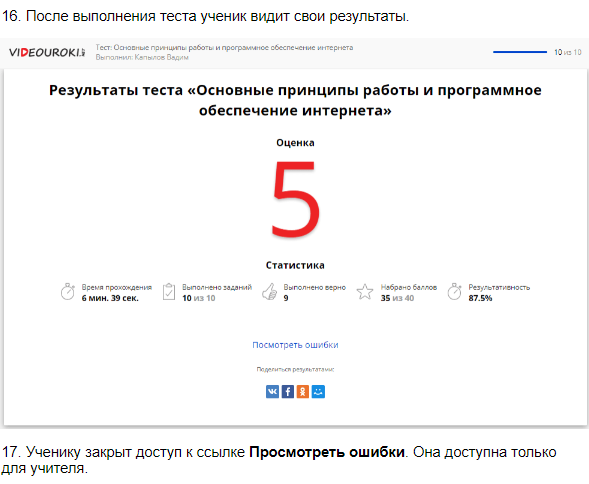 16. После выполнения теста ученик видит свои результаты.
VIDEOUROKI.NET
Тест: Основные принципы работы и программное обеспечение интернета
Выполнил: Капылов Вадим
10 из 10
Результаты теста «Основные принципы работы и программное
обеспечение интернета»
Оценка
5
Статистика
Время прохождения
6 мин. 39 сек.
Выполнено заданий
10 из 10
Выполнено верно
9
Набрано баллов
35 из 40
Результативность
87.5%
Посмотреть ошибки
Поделиться результатами:
17. Ученику закрыт доступ к ссылке Просмотреть ошибки. Она доступна только
для учителя.